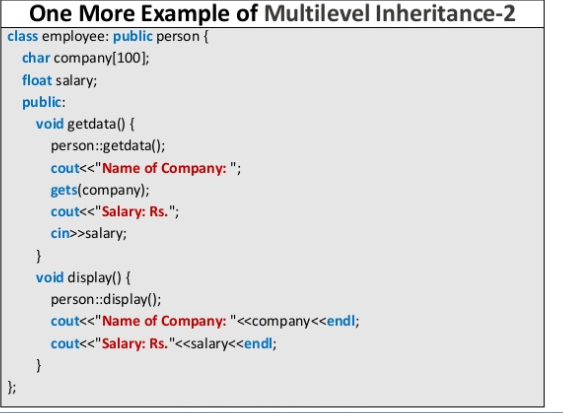 One More Example of Multilevel Inheritance-2
class employee: public person {
char company[100];
float salary;
public:
void getdata() {
person::getdata();
cout<<"Name of Company: ";
gets(company);
cout<<"Salary: Rs.";
cin>>salary;
}
void display() {
person::display();
cout<<"Name of Company: "<<company<<endl;
cout<<"Salary: Rs."<<salary<<endl;
}
};